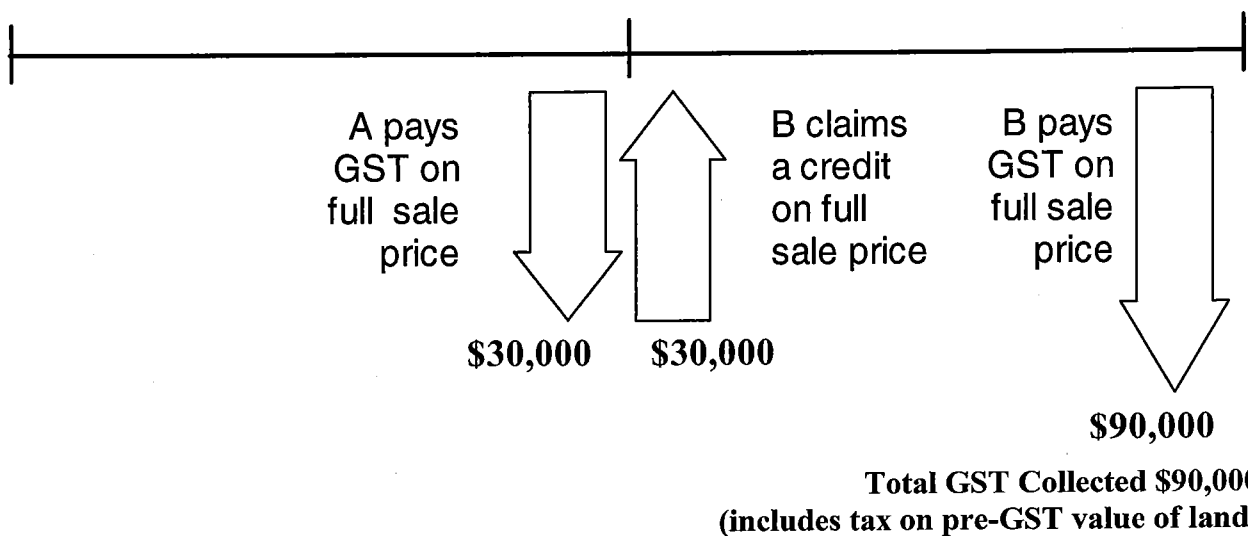 A pays
GST on
full sale
price
B claims
a credit
on full
sale price
B pays
GST on
full sale
price
$30,000
$30,000
$90,000
Total GST Collected $90,000
(includes tax on pre-GST value of land